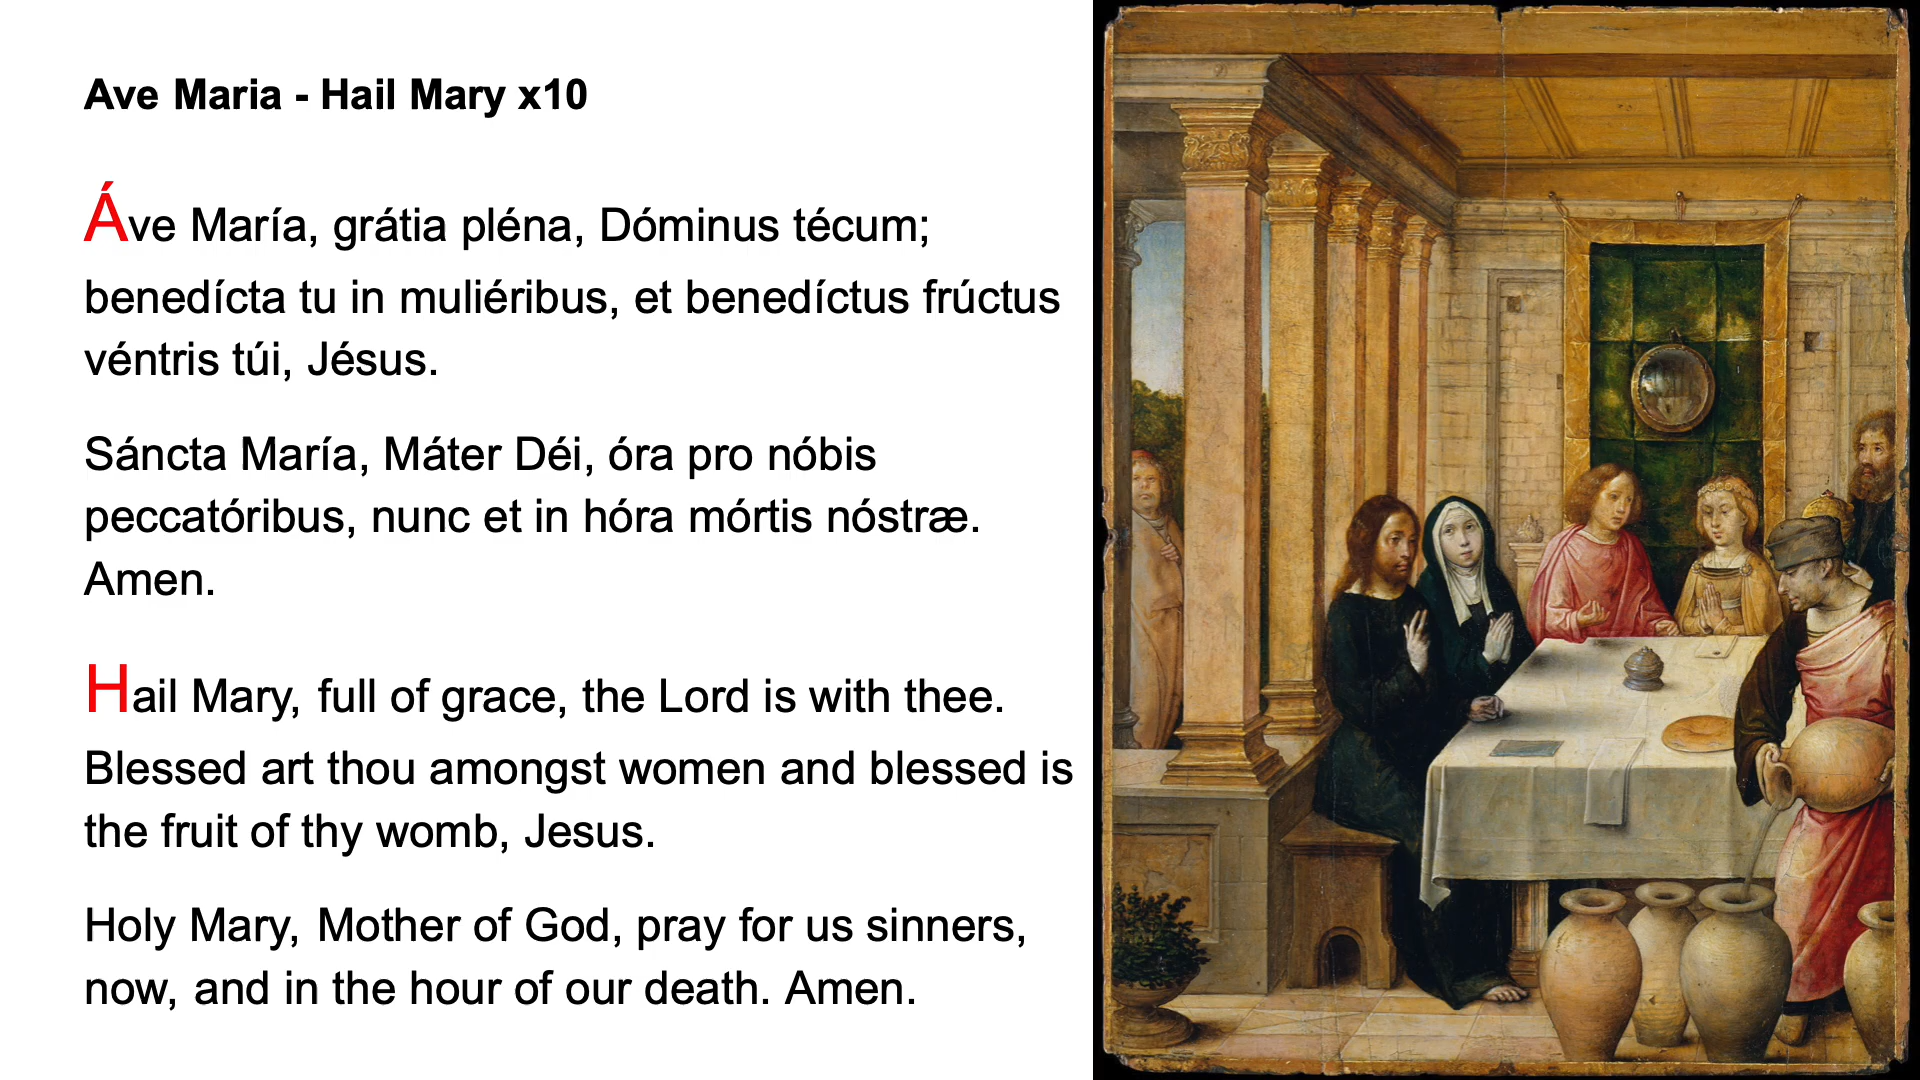 Ave Maria - Hail Mary x10
Áve María, grátia pléna, Dóminus técum;
benedícta tu in muliéribus, et benedíctus frúctus
véntris túi, Jésus.
Sáncta María, Máter Déi, óra pro nóbis
peccatóribus, nunc et in hóra mórtis nóstræ.
Amen.
Hail Mary, full of grace, the Lord is with thee.
Blessed art thou amongst women and blessed is
the fruit of thy womb, Jesus.
Holy Mary, Mother of God, pray for us sinners,
now, and in the hour of our death. Amen.